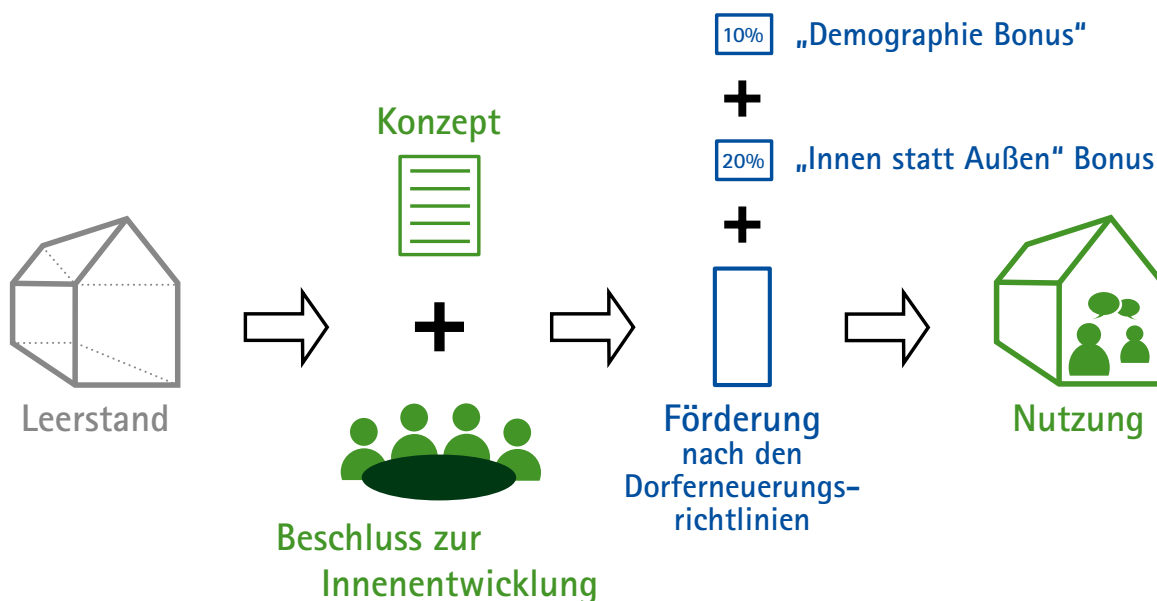 10% „Demographie Bonus“
Konzept
20% „Innen statt Außen“ Bonus
Leerstand
Beschluss zur
Innenentwicklung
Förderung
nach den
Dorferneuerungs-
richtlinien
Nutzung